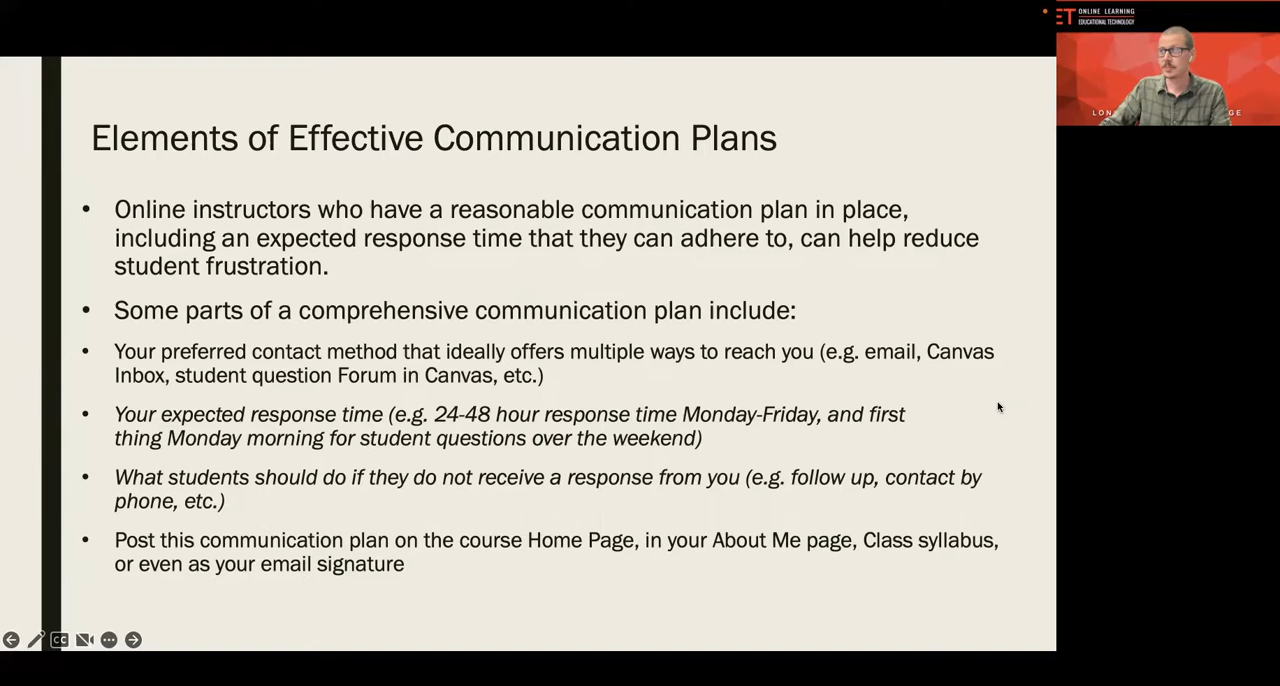 ET ONLINE LEARNING
EDUCATIONAL TECHNOLOGY
LON GE
Elements of Effective Communication Plans
• Online instructors who have a reasonable communication plan in place,
including an expected response time that they can adhere to, can help reduce
student frustration.
• Some parts of a comprehensive communication plan include:
• Your preferred contact method that ideally offers multiple ways to reach you (e.g. email, Canvas
Inbox, student question Forum in Canvas, etc.)
• Your expected response time (e.g. 24-48 hour response time Monday-Friday, and first
thing Monday morning for student questions over the weekend)
• What students should do if they do not receive a response from you (e.g. follow up, contact by
phone, etc.)
• Post this communication plan on the course Home Page, in your About Me page, Class syllabus,
or even as your email signature
CC